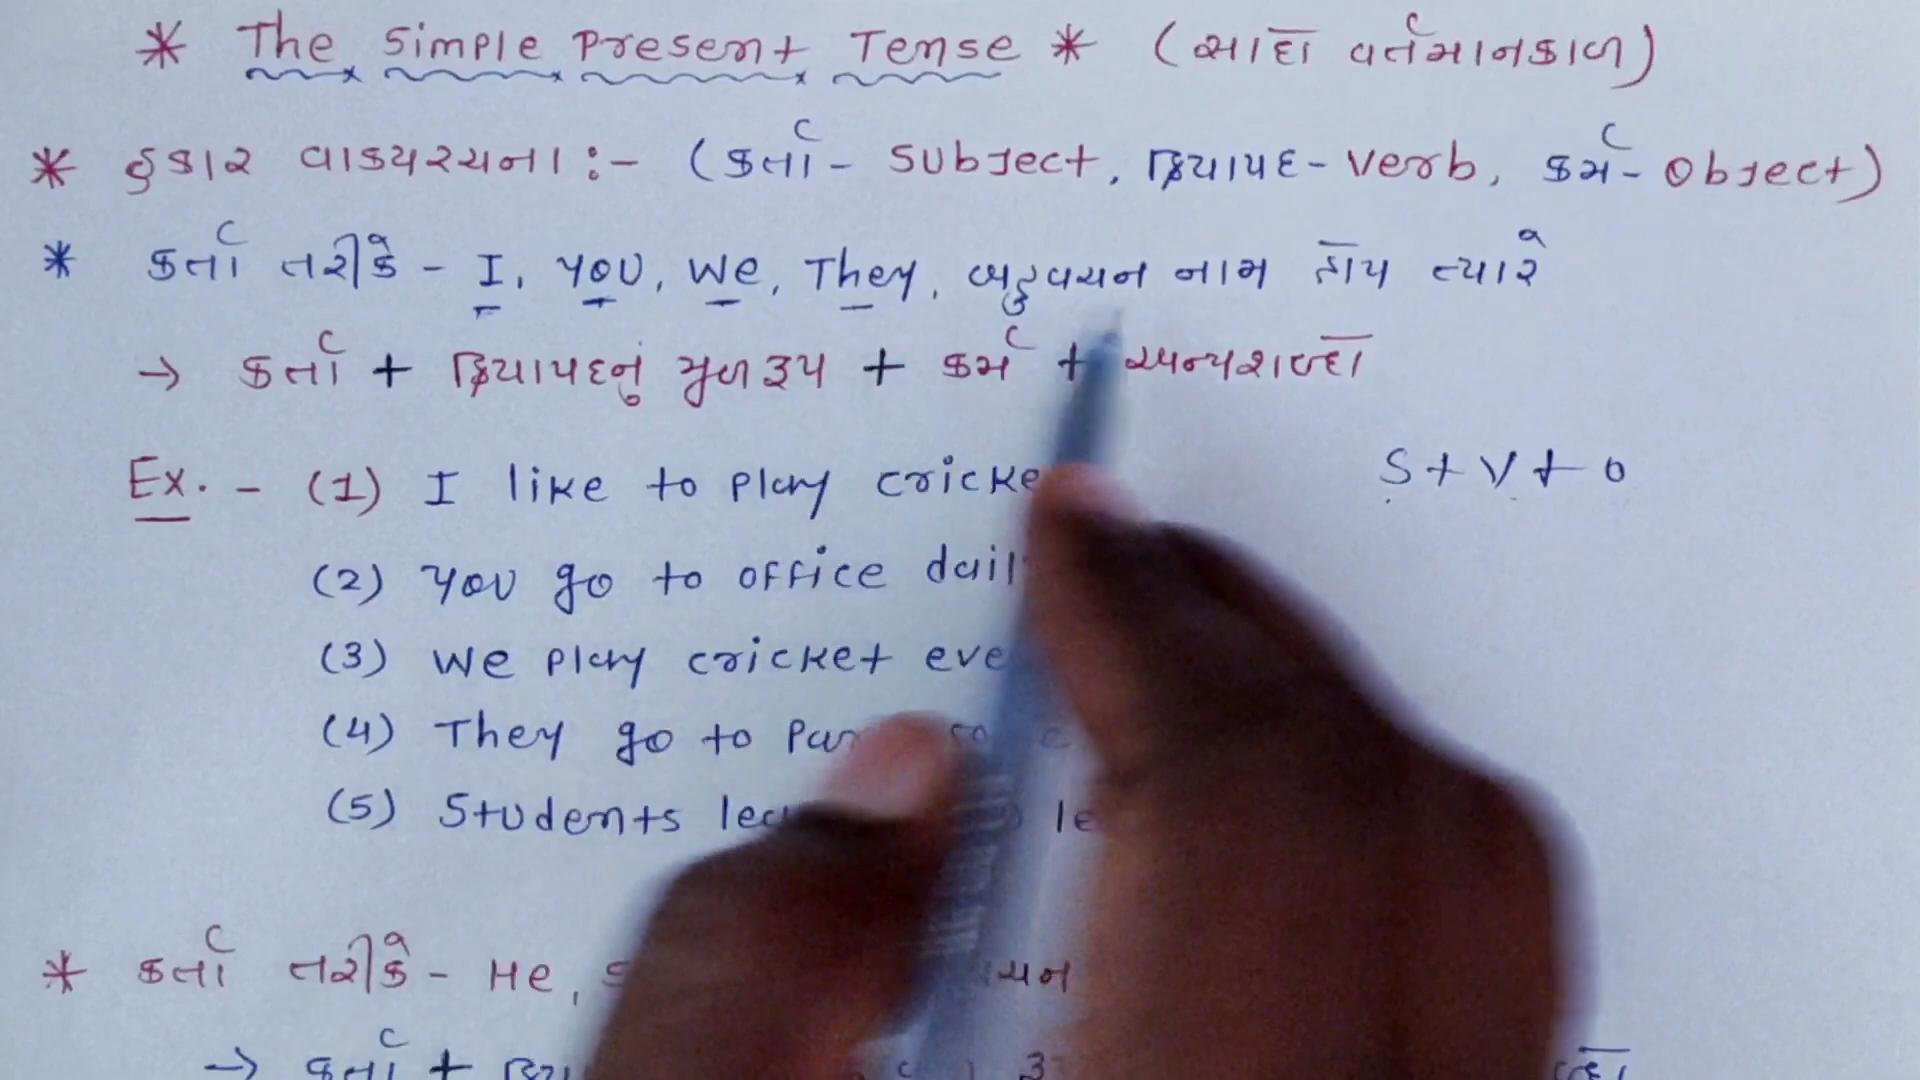 * The Simple Present Tense * (સાદો વર્તમાનકાળ)
* હકાર વાક્યરચના :- (કર્તા - Subject, ક્રિયાપદ - Verb, કર્મ - Object)
* કર્તા તરીકે - I, You, We, They, બહુવચન નામ હોય ત્યારે
→ કર્તા + ક્રિયાપદનું મુળરૂપ + કર્મ + અન્યશબ્દો
Ex. - (1) I like to play cricke
S + V + O
(2) You go to office dail
(3) We play cricket eve
(4) They go to
(5) Students
* કર્તા તરીકે - He,
→ કર્તા +